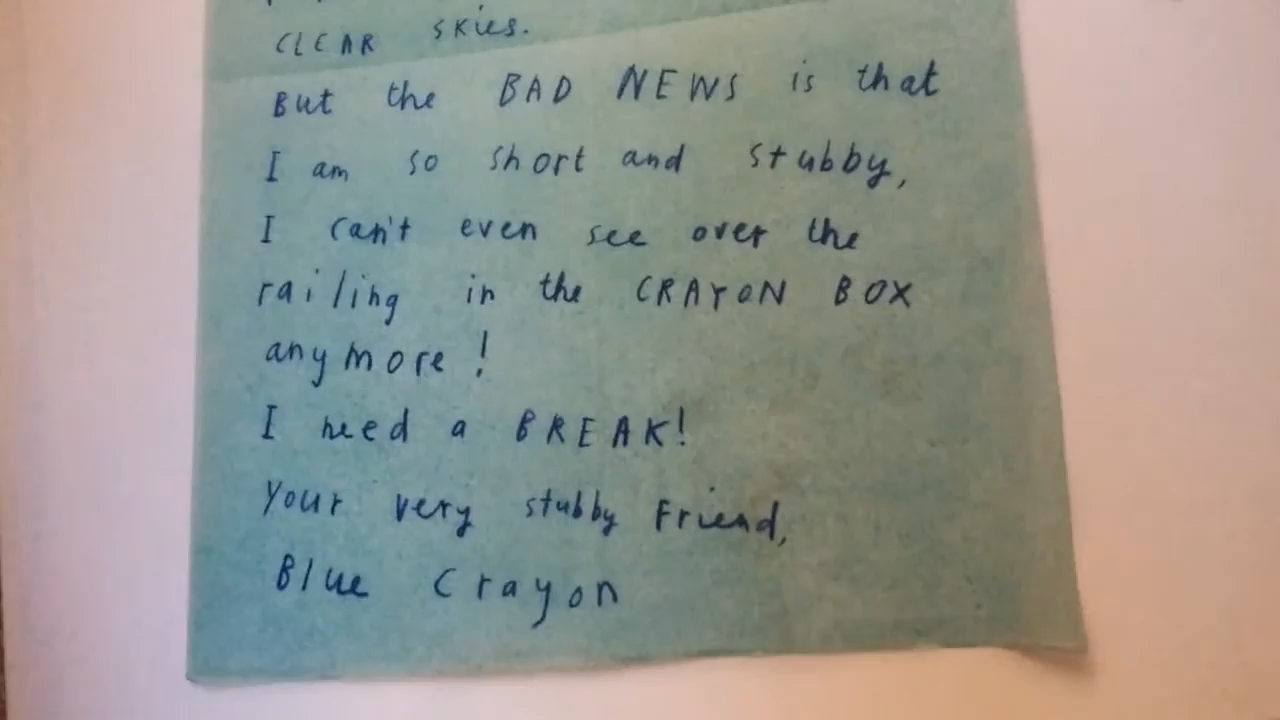 CLEAR skies.
But the BAD NEWS is that
I am so short and stubby,
I can't even see over the
railing in the CRAYON BOX
anymore!
I need a BREAK!
Your very stubby Friend,
Blue Crayon